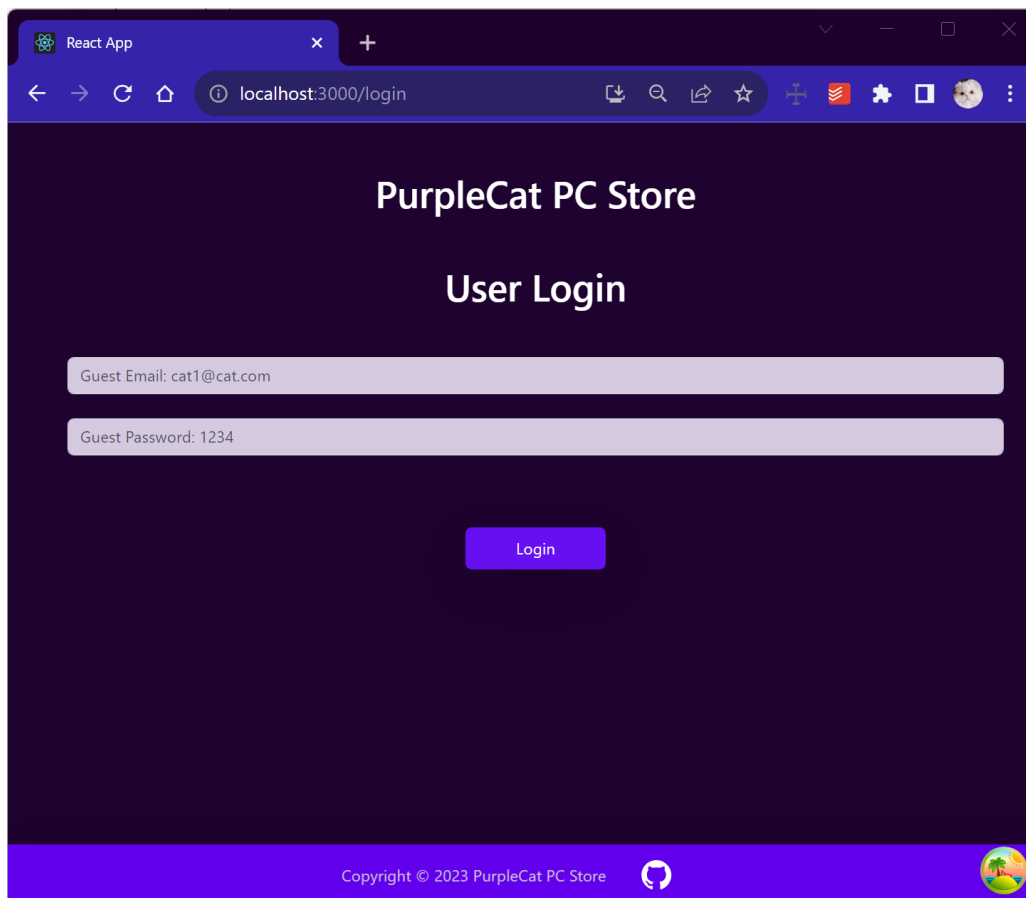 React App
localhost:3000/login
PurpleCat PC Store
User Login
Guest Email: cat1@cat.com
Guest Password: 1234
Login
Copyright © 2023 PurpleCat PC Store